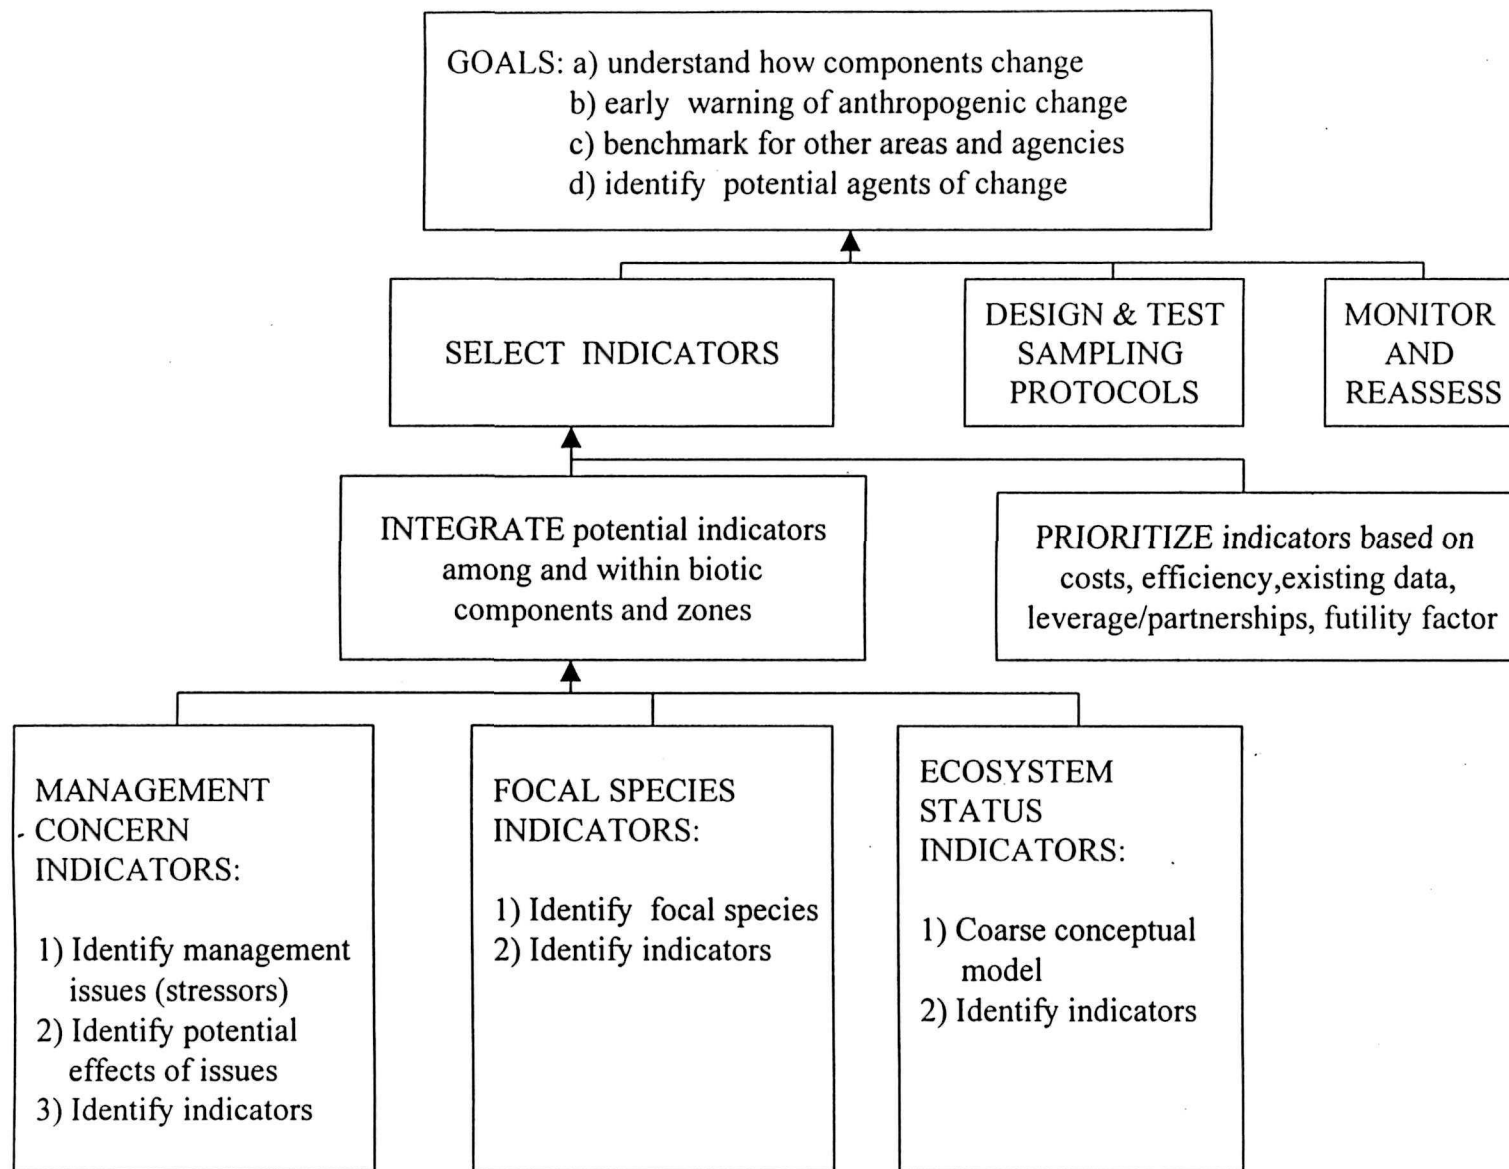 GOALS: a) understand how components change
b) early warning of anthropogenic change
c) benchmark for other areas and agencies
d) identify potential agents of change
SELECT INDICATORS
DESIGN & TEST
SAMPLING
PROTOCOLS
MONITOR
AND
REASSESS
INTEGRATE potential indicators
among and within biotic
components and zones
PRIORITIZE indicators based on
costs, efficiency,existing data,
leverage/partnerships, futility factor
MANAGEMENT
CONCERN
INDICATORS:
1) Identify management
issues (stressors)
2) Identify potential
effects of issues
3) Identify indicators
FOCAL SPECIES
INDICATORS:
1) Identify focal species
2) Identify indicators
ECOSYSTEM
STATUS
INDICATORS:
1) Coarse conceptual
model
2) Identify indicators